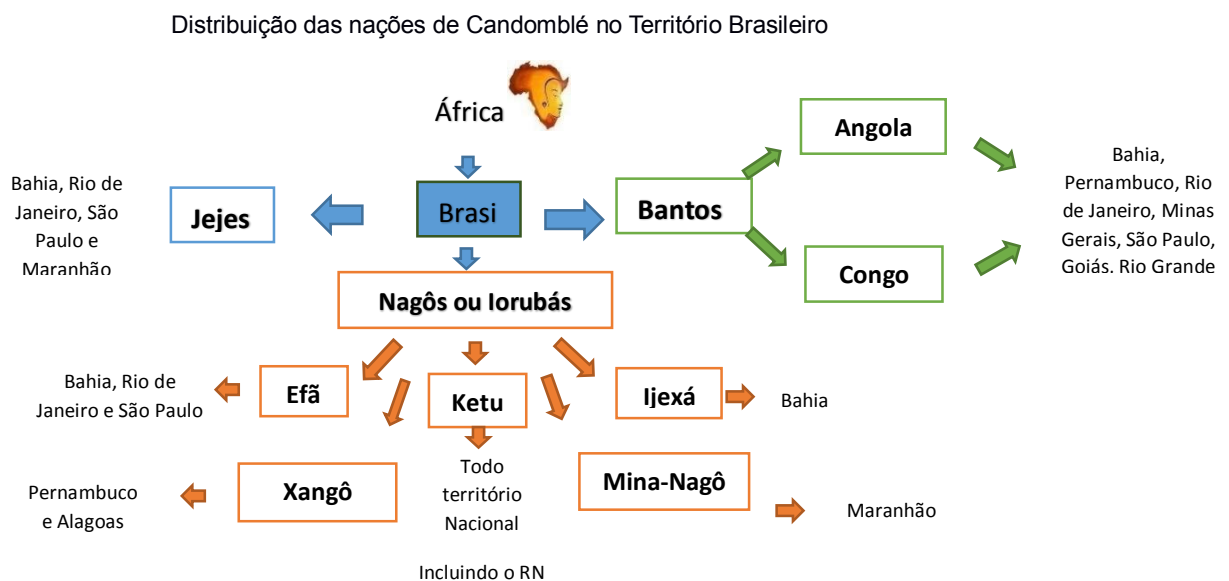 Distribuição das nações de Candomblé no Território Brasileiro
África
Brasi
Jejes
Bahia, Rio de
Janeiro, São
Paulo e
Maranhão
Bantos
Angola
Congo
Bahia,
Pernambuco, Rio
de Janeiro, Minas
Gerais, São Paulo,
Goiás. Rio Grande
Nagôs ou Iorubás
Efã
Bahia, Rio de
Janeiro e São Paulo
Ketu
Todo
território
Nacional
Incluindo o RN
Ijexá
Bahia
Xangô
Pernambuco
e Alagoas
Mina-Nagô
Maranhão